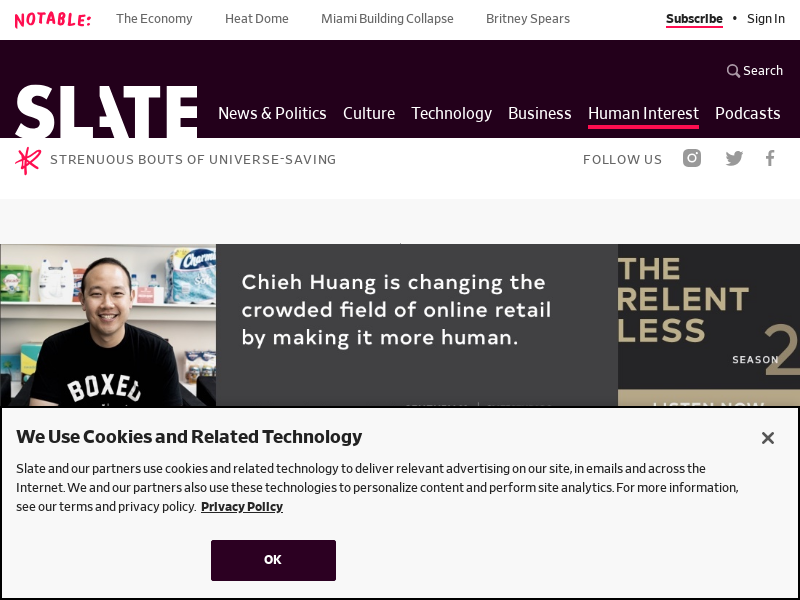 NOTABLE:
The Economy
Heat Dome
Miami Building Collapse
Britney Spears
Subscribe • Sign In
Search
SLATE
News & Politics
Culture
Technology
Business
Human Interest
Podcasts
STRENUOUS BOUTS OF UNIVERSE-SAVING
FOLLOW US
Charmin
BOXED
Chieh Huang is changing the
crowded field of online retail
by making it more human.
THE
RELENT
LESS
SEASON 2
LISTEN NOW
We Use Cookies and Related Technology
Slate and our partners use cookies and related technology to deliver relevant advertising on our site, in emails and across the
Internet. We and our partners also use these technologies to personalize content and perform site analytics. For more information,
see our terms and privacy policy. Privacy Policy
OK